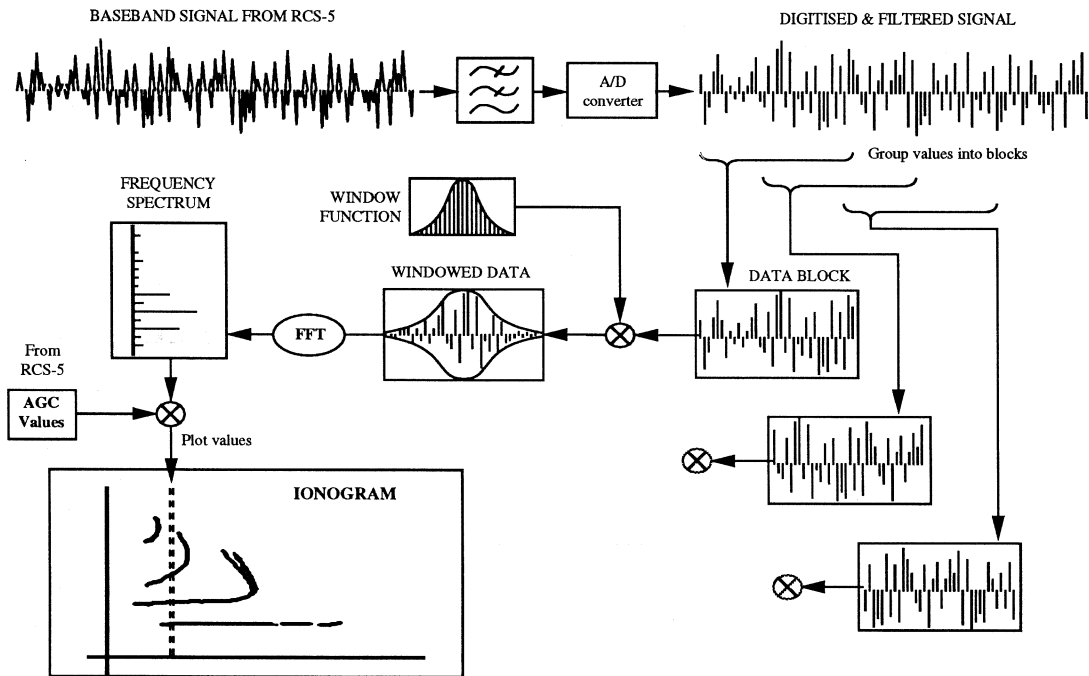 BASEBAND SIGNAL FROM RCS-5
DIGITISED & FILTERED SIGNAL
A/D
converter
Group values into blocks
FREQUENCY
SPECTRUM
WINDOW
FUNCTION
WINDOWED DATA
DATA BLOCK
FFT
From
RCS-5
AGC
Values
Plot values
IONOGRAM